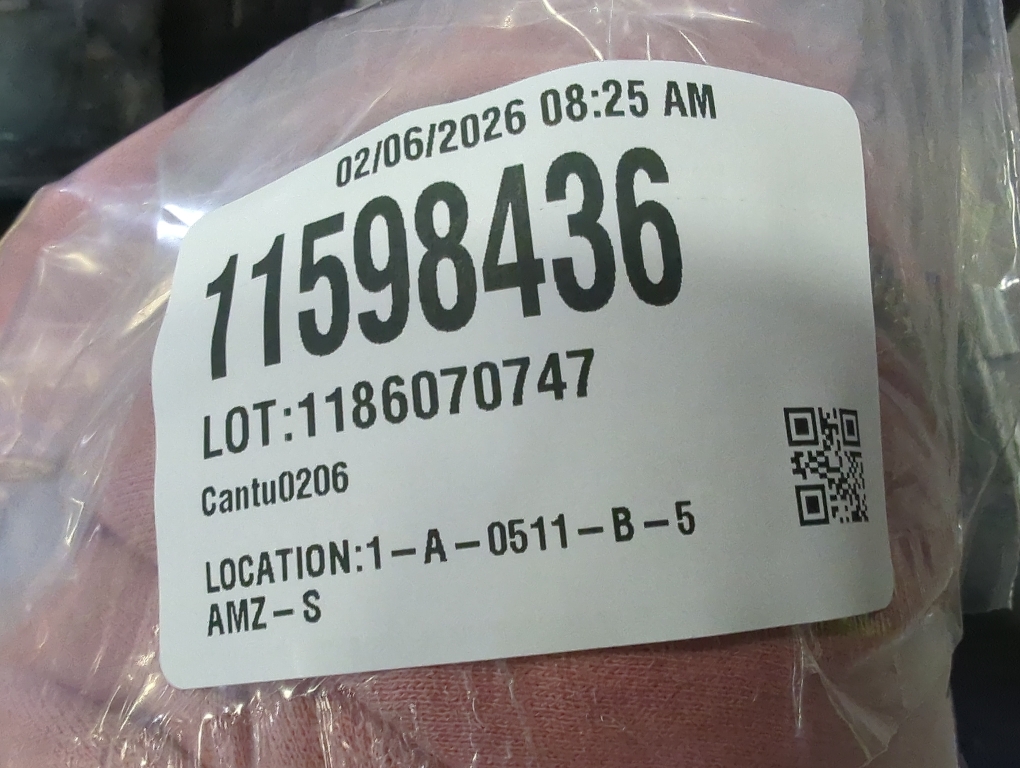 02/06/2026 08:25 AM
11598436
LOT:1186070747
Cantu0206
LOCATION:1-A-0511-B-5
AMZ-S